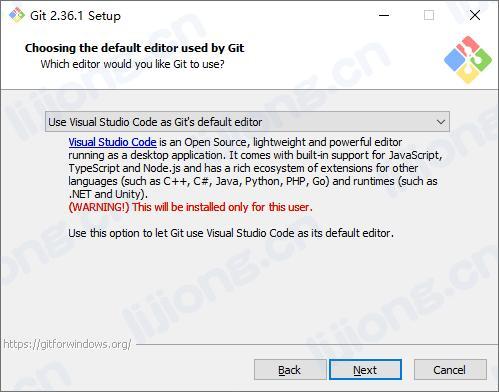 Git 2.36.1 Setup
Choosing the default editor used by Git
Which editor would you like Git to use?
Use Visual Studio Code as Git's default editor
Visual Studio Code is an Open Source, lightweight and powerful editor
running as a desktop application. It comes with built-in support for JavaScript,
TypeScript and Node.js and has a rich ecosystem of extensions for other
languages (such as C++, C#, Java, Python, PHP, Go) and runtimes (such as
.NET and Unity).
(WARNING!) This will be installed only for this user.
Use this option to let Git use Visual Studio Code as its default editor.
https://gitforwindows.org/
Back Next Cancel
lijiong.cn